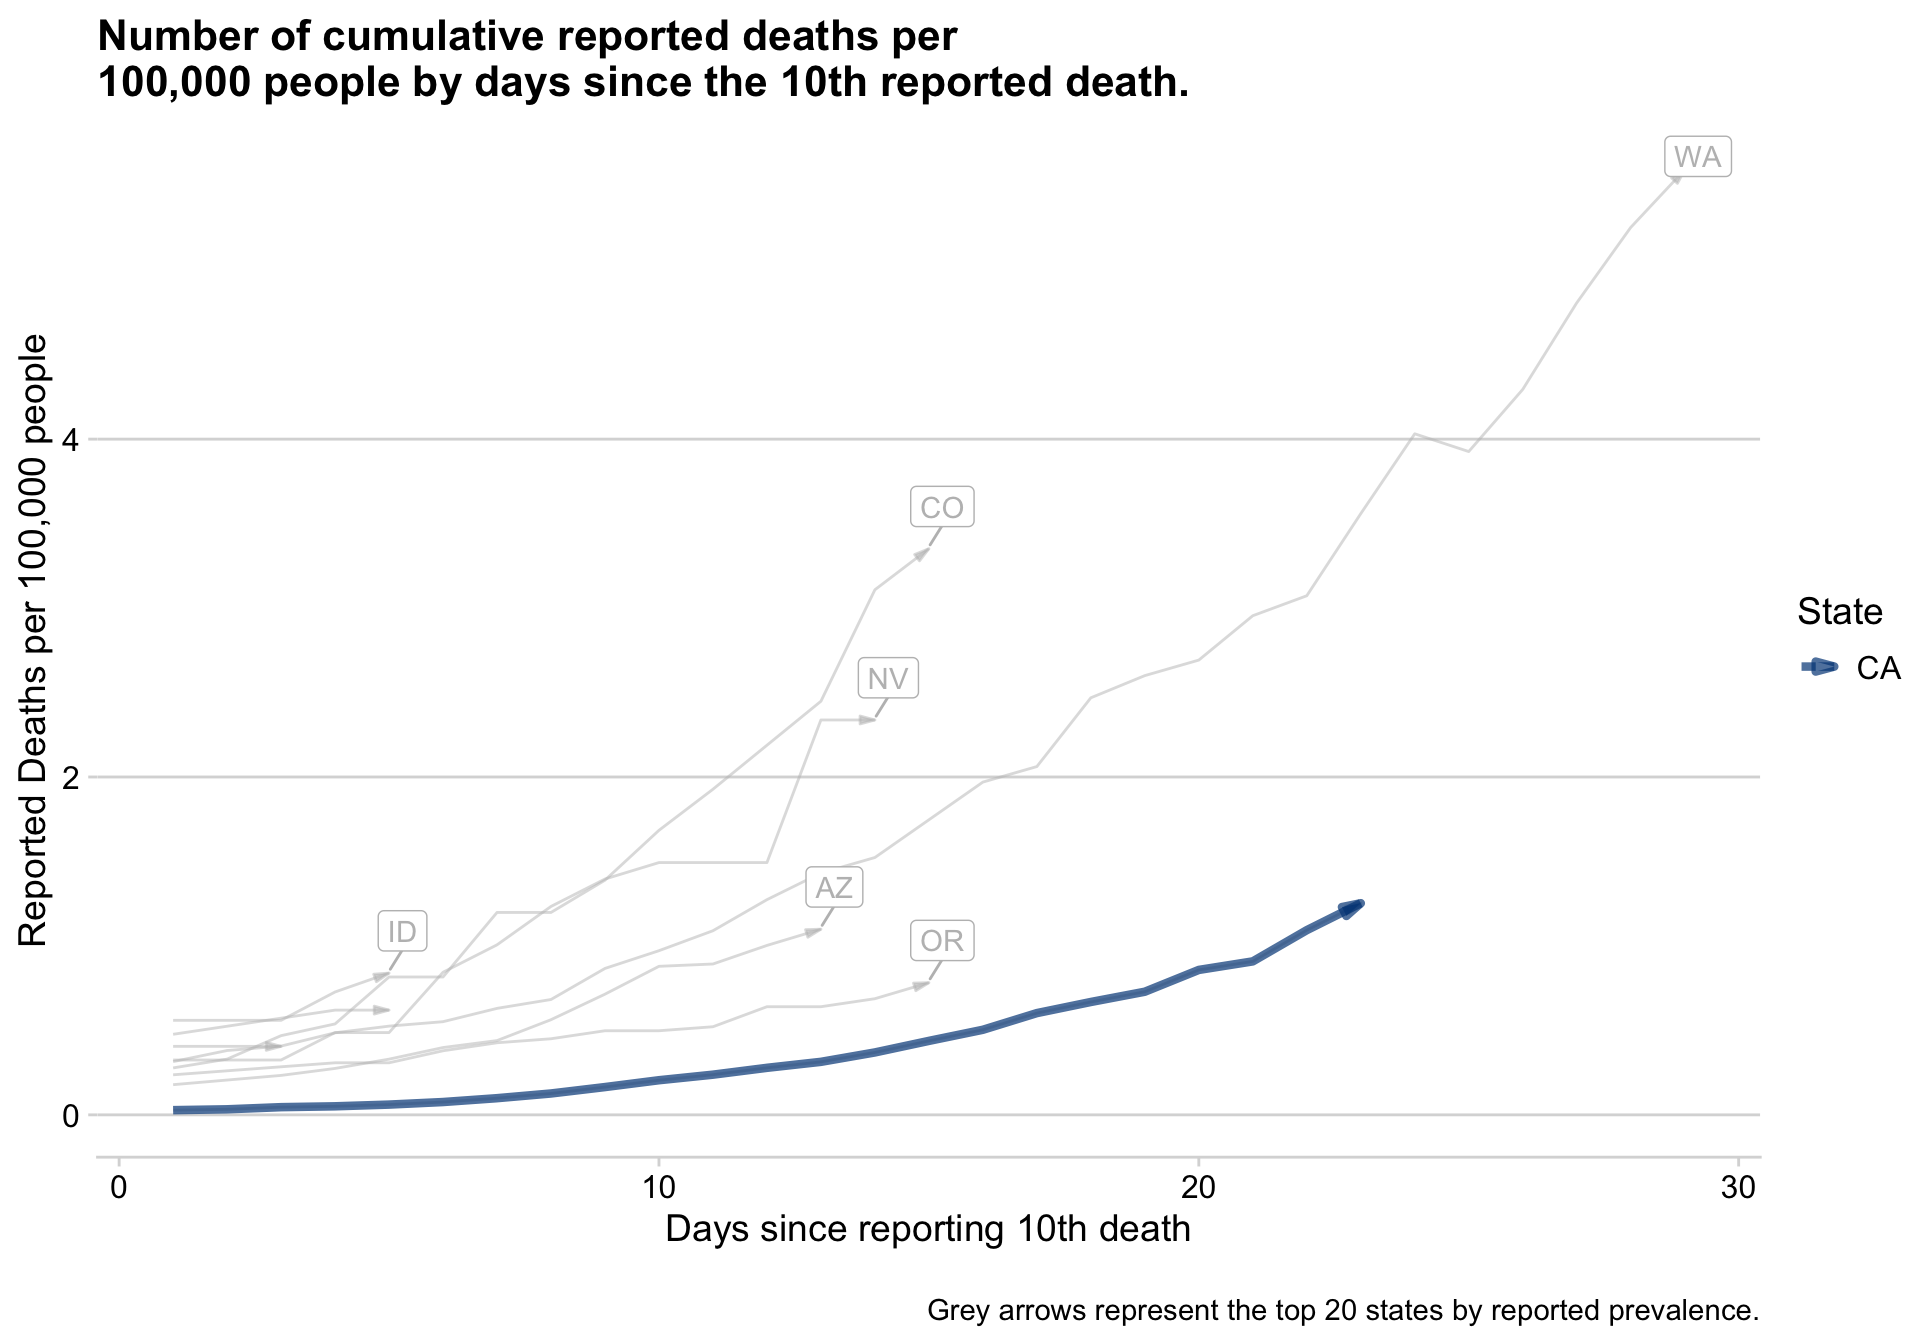 Number of cumulative reported deaths per
100,000 people by days since the 10th reported death.
WA
4
CO
State
NV
CA
2
AZ
ID
OR
0
Reported Deaths per 100,000 people
0 10 20 30
Days since reporting 10th death
Grey arrows represent the top 20 states by reported prevalence.